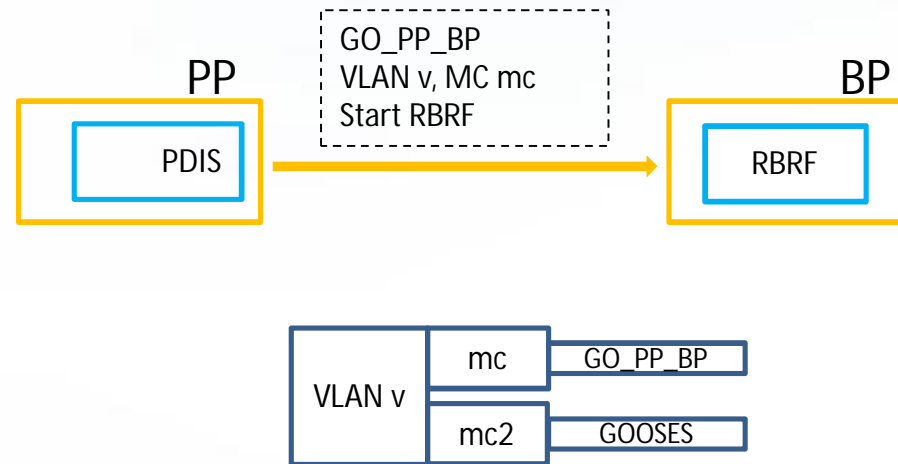 GO_PP_BP
VLAN v, MC mc
Start RBRF
PP
BP
PDIS
RBRF
VLAN v
mc
GO_PP_BP
mc2
GOOSES